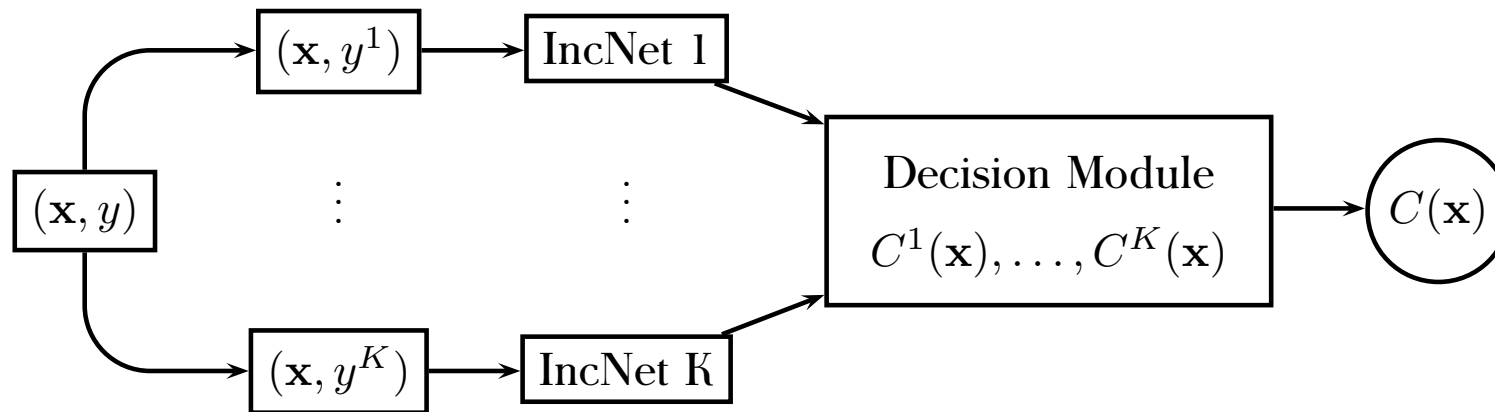 (x, y¹)
IncNet 1
(x, y)
⋮
⋮
Decision Module
C¹(x), . . . , Cᴷ(x)
C(x)
(x, yᴷ)
IncNet K